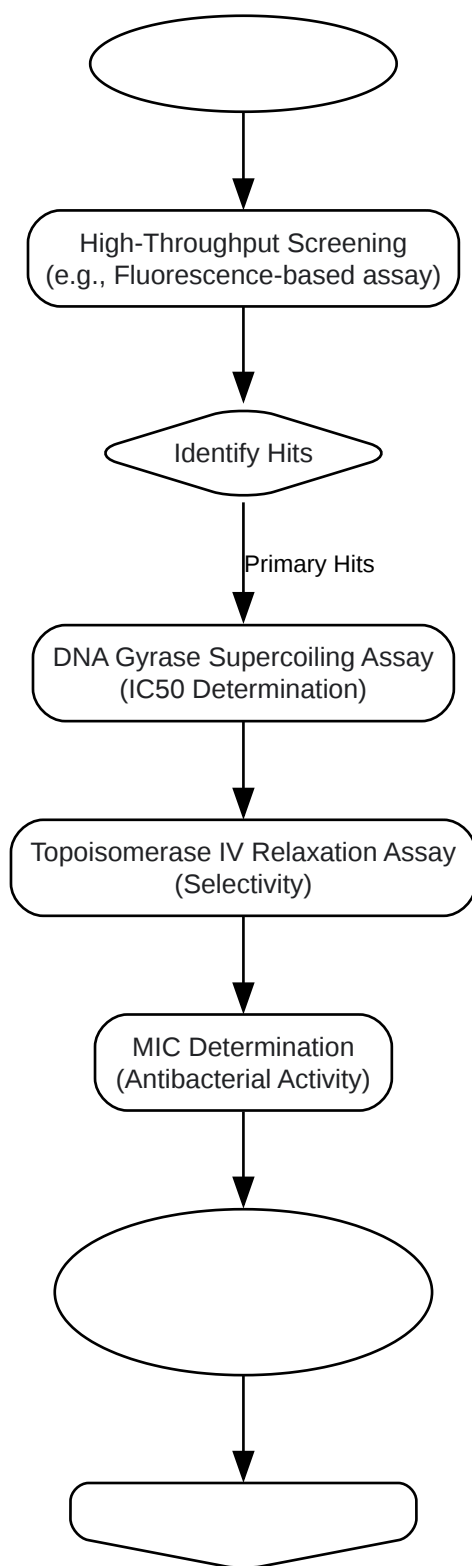 High-Throughput Screening
(e.g., Fluorescence-based assay)
Identify Hits
Primary Hits
DNA Gyrase Supercoiling Assay
(IC50 Determination)
Topoisomerase IV Relaxation Assay
(Selectivity)
MIC Determination
(Antibacterial Activity)